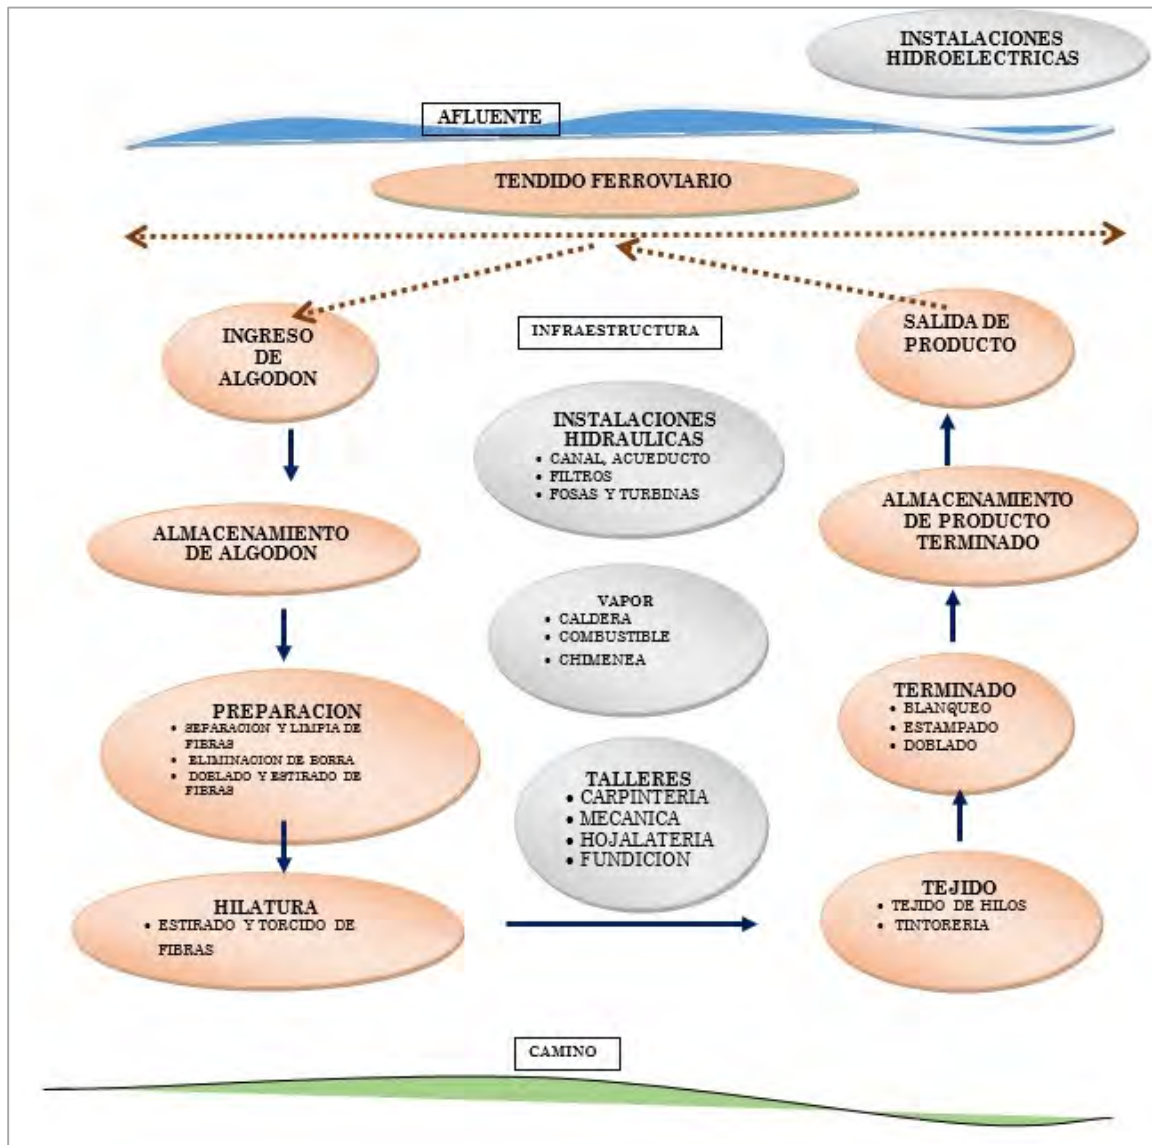 INSTALACIONES
HIDROELECTRICAS
AFLUENTE
TENDIDO FERROVIARIO
INGRESO
DE
ALGODON
INFRAESTRUCTURA
SALIDA DE
PRODUCTO
INSTALACIONES
HIDRAULICAS
• CANAL, ACUEDUCTO
• FILTROS
• FOSAS Y TURBINAS
ALMACENAMIENTO
DE ALGODON
ALMACENAMIENTO
DE PRODUCTO
TERMINADO
VAPOR
• CALDERA
• COMBUSTIBLE
• CHIMENEA
PREPARACION
• SEPARACION Y LIMPIA DE
FIBRAS
• ELIMINACION DE BORRA
• DOBLADO Y ESTIRADO DE
FIBRAS
TERMINADO
• BLANQUEO
• ESTAMPADO
• DOBLADO
TALLERES
• CARPINTERIA
• MECANICA
• HOJALATERIA
• FUNDICION
HILATURA
• ESTIRADO Y TORCIDO DE
FIBRAS
TEJIDO
• TEJIDO DE HILOS
• TINTORERIA
CAMINO